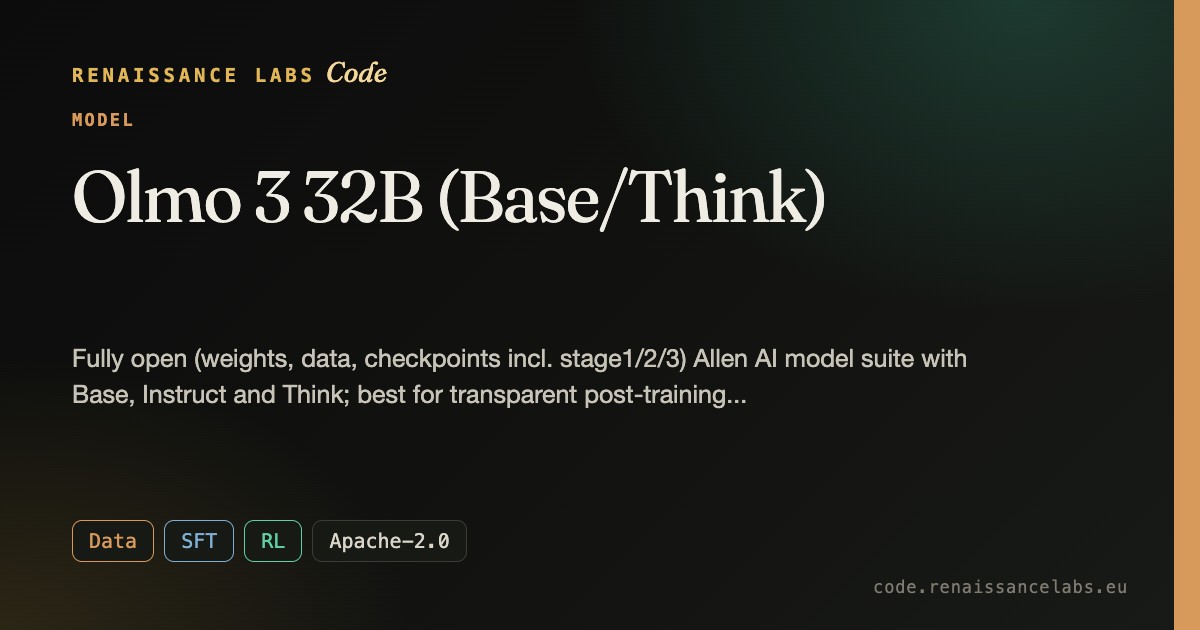 RENAISSANCE LABS Code
MODEL
Olmo 3 32B (Base/Think)
Fully open (weights, data, checkpoints incl. stage1/2/3) Allen AI model suite with
Base, Instruct and Think; best for transparent post-training...
Data SFT RL Apache-2.0
code.renaissancelabs.eu